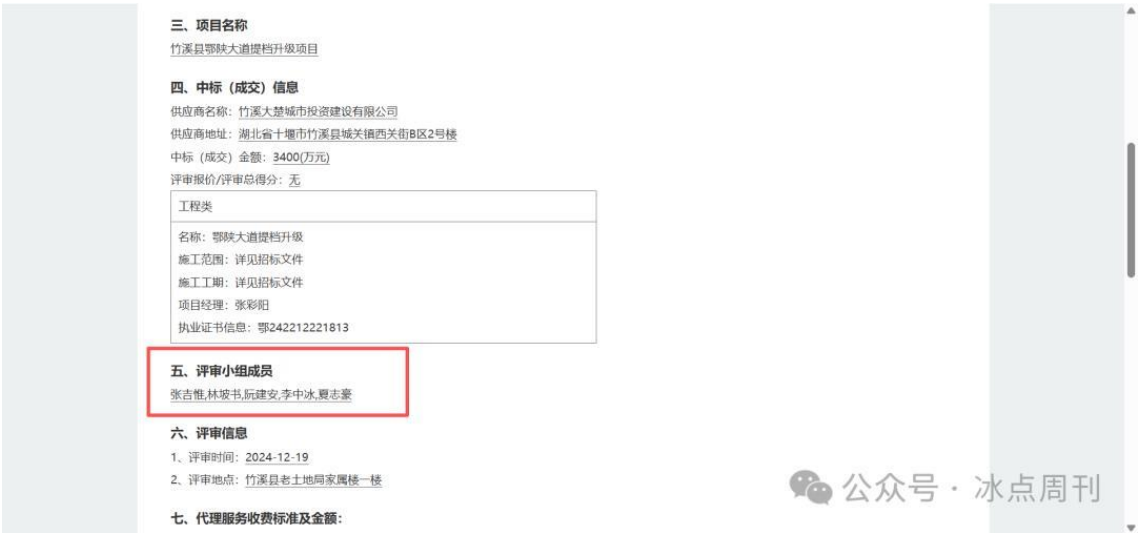 三、项目名称
竹溪县鄂陕大道提档升级项目
四、中标（成交）信息
供应商名称：竹溪大楚城市投资建设有限公司
供应商地址：湖北省十堰市竹溪县城关镇西关街B区2号楼
中标（成交）金额：3400(万元)
评审报价/评审总得分：无
工程类
名称：鄂陕大道提档升级
施工范围：详见招标文件
施工工期：详见招标文件
项目经理：张彩阳
执业证书信息：鄂242212221813
五、评审小组成员
张吉惟,林坡书,阮建安,李中冰,夏志豪
六、评审信息
1、评审时间：2024-12-19
2、评审地点：竹溪县老土地局家属楼一楼
七、代理服务收费标准及金额：
公众号 · 冰点周刊